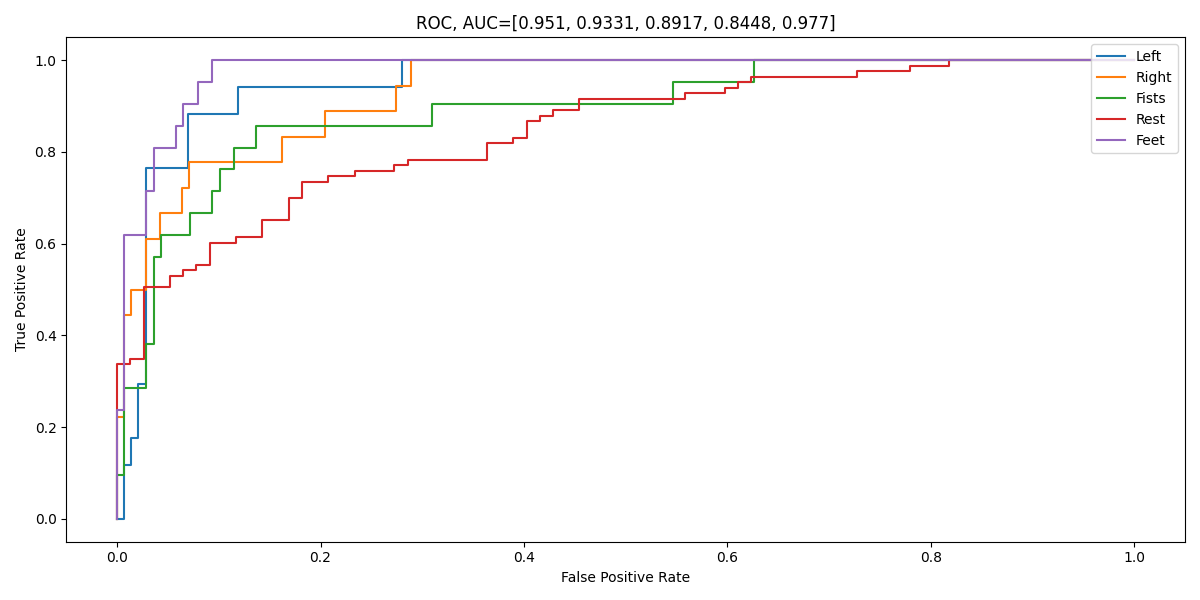 ROC, AUC=[0.951, 0.9331, 0.8917, 0.8448, 0.977]
Left
Right
Fists
Rest
Feet
True Positive Rate
1.0
0.8
0.6
0.4
0.2
0.0
0.0 0.2 0.4 0.6 0.8 1.0
False Positive Rate